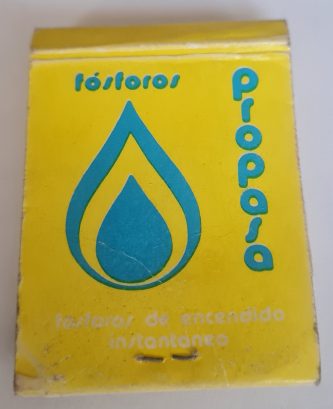 fósforos
propasa
fósforos de encendido
instantáneo